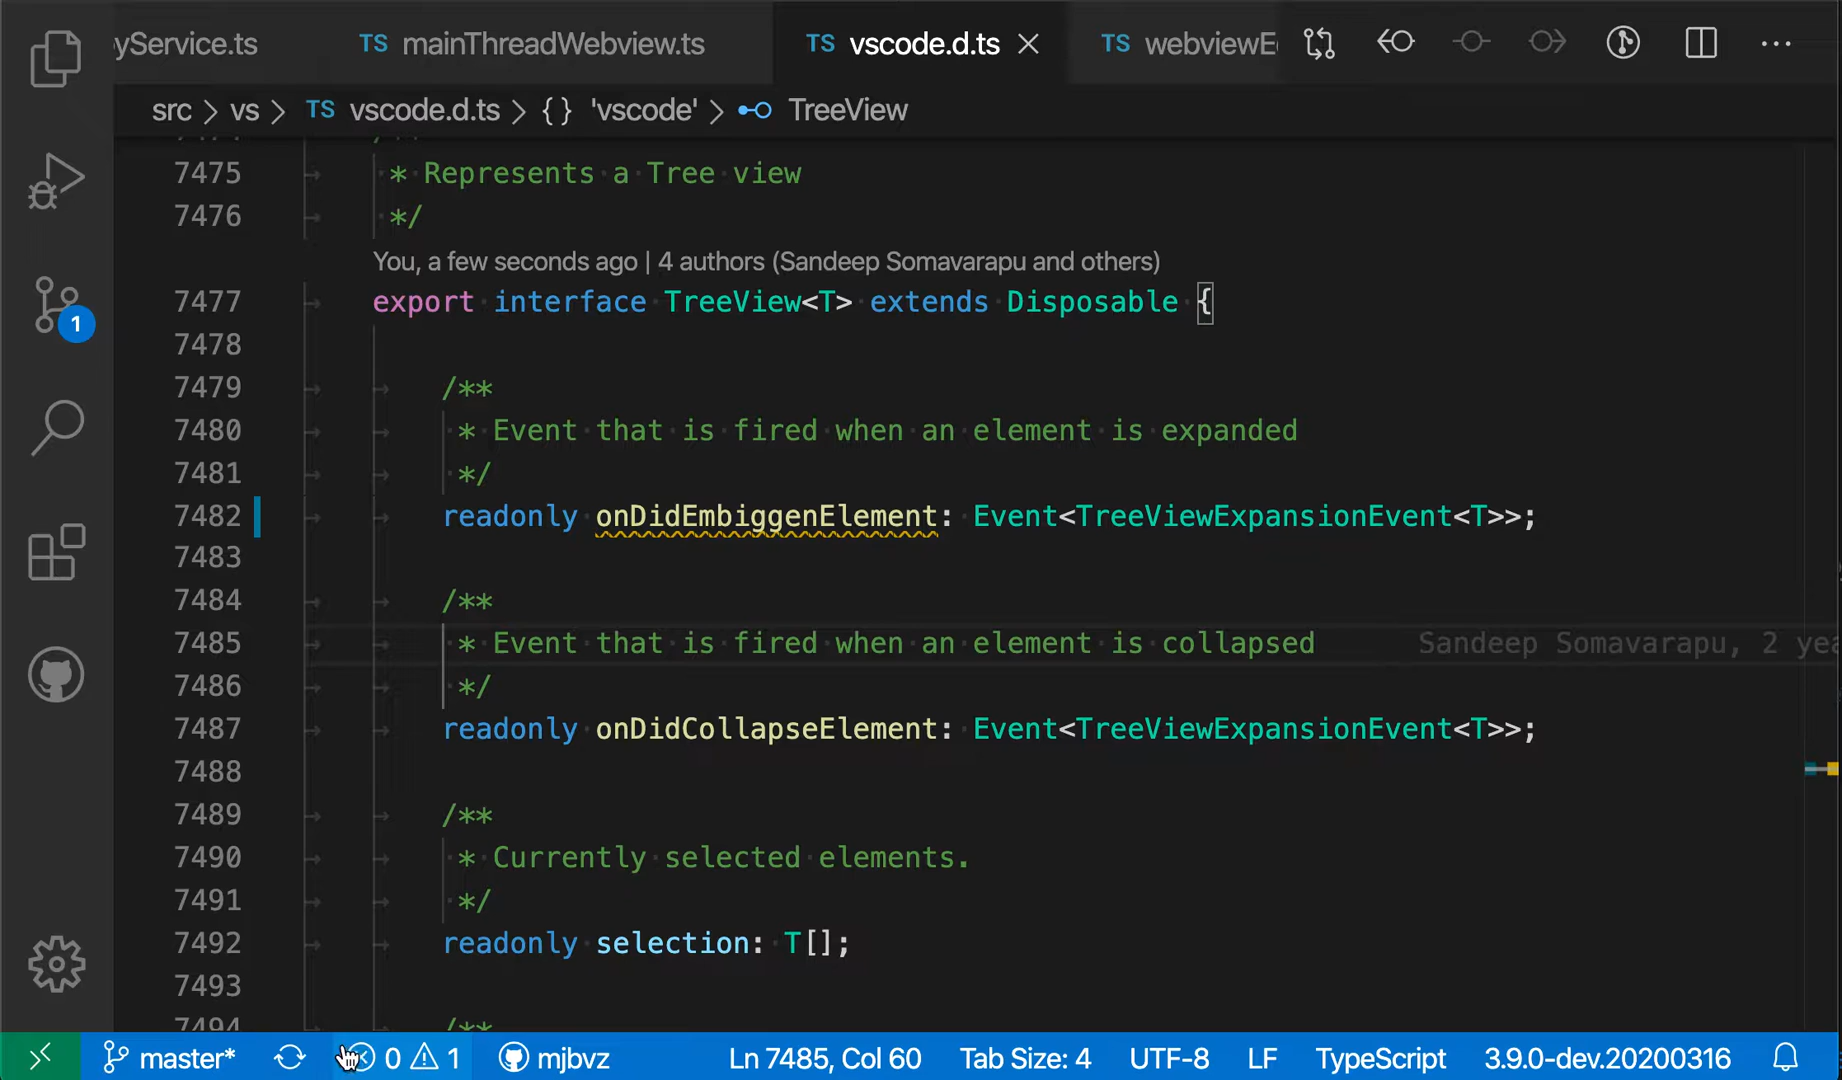 yService.ts
TS mainThreadWebview.ts
TS vscode.d.ts
TS webviewE
src > vs > TS vscode.d.ts > {} 'vscode' > TreeView
7475 * Represents a Tree view
7476 */
You, a few seconds ago | 4 authors (Sandeep Somavarapu and others)
7477 export interface TreeView<T> extends Disposable {
7478
7479 /**
7480 * Event that is fired when an element is expanded
7481 */
7482 readonly onDidEmbiggenElement: Event<TreeViewExpansionEvent<T>>;
7483
7484 /**
7485 * Event that is fired when an element is collapsed Sandeep Somavarapu, 2 yea
7486 */
7487 readonly onDidCollapseElement: Event<TreeViewExpansionEvent<T>>;
7488
7489 /**
7490 * Currently selected elements.
7491 */
7492 readonly selection: T[];
7493
7494 /**
1
master* 0 1 mjbvz Ln 7485, Col 60 Tab Size: 4 UTF-8 LF TypeScript 3.9.0-dev.20200316